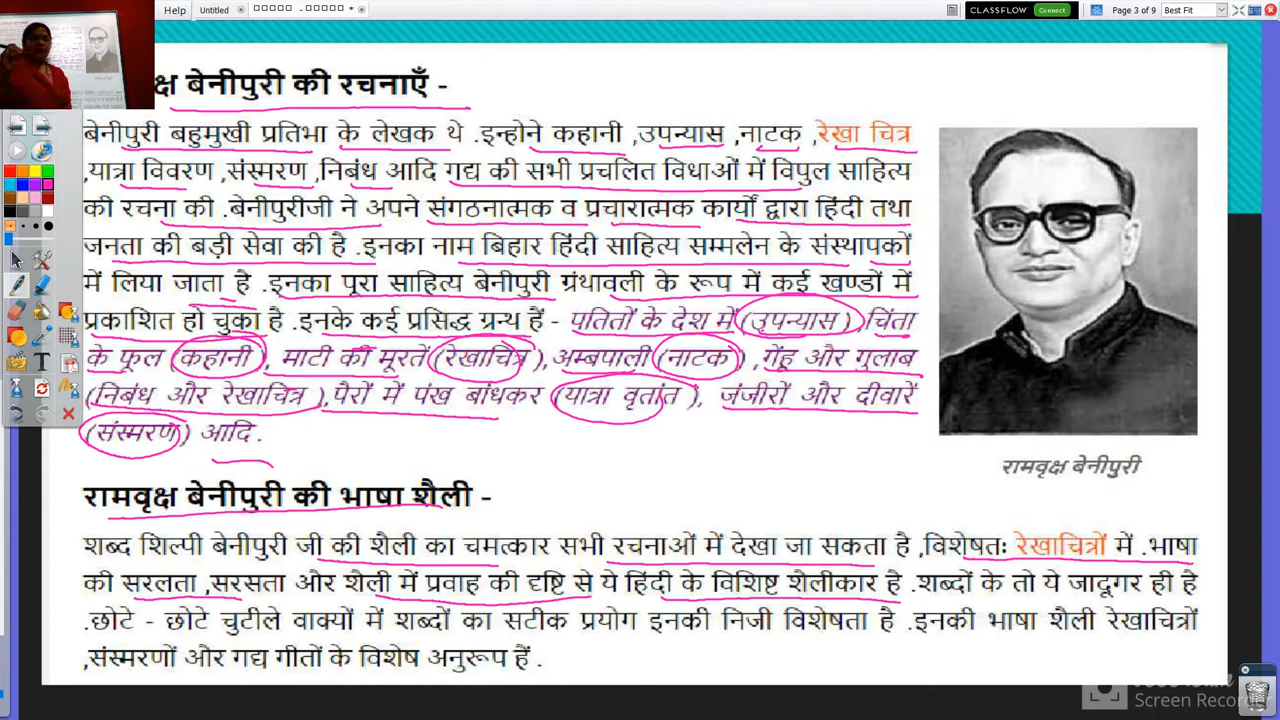 Help
Untitled
CLASSFLOW Connect
Page 3 of 9
Best Fit
क्ष बेनीपुरी की रचनाएँ -
बेनीपुरी बहुमुखी प्रतिभा के लेखक थे .इन्होने कहानी ,उपन्यास ,नाटक ,रेखा चित्र
,यात्रा विवरण ,संस्मरण ,निबंध आदि गद्य की सभी प्रचलित विधाओं में विपुल साहित्य
की रचना की .बेनीपुरीजी ने अपने संगठनात्मक व प्रचारात्मक कार्यों द्वारा हिंदी तथा
जनता की बड़ी सेवा की है .इनका नाम बिहार हिंदी साहित्य सम्मलेन के संस्थापकों
में लिया जाता है .इनका पूरा साहित्य बेनीपुरी ग्रंथावली के रूप में कई खण्डों में
प्रकाशित हो चुका है .इनके कई प्रसिद्ध ग्रन्थ हैं - पतितों के देश में (उपन्यास ) ,चिंता
के फूल (कहानी ), माटी की मूरतें (रेखाचित्र ),अम्बपाली (नाटक ) , गेंहू और गुलाब
(निबंध और रेखाचित्र ),पैरों में पंख बांधकर (यात्रा वृतांत ), जंजीरों और दीवारें
(संस्मरण ) आदि .
रामवृक्ष बेनीपुरी
रामवृक्ष बेनीपुरी की भाषा शैली -
शब्द शिल्पी बेनीपुरी जी की शैली का चमत्कार सभी रचनाओं में देखा जा सकता है ,विशेषतः रेखाचित्रों में .भाषा
की सरलता ,सरसता और शैली में प्रवाह की दृष्टि से ये हिंदी के विशिष्ट शैलीकार है .शब्दों के तो ये जादूगर ही है
.छोटे - छोटे चुटीले वाक्यों में शब्दों का सटीक प्रयोग इनकी निजी विशेषता है .इनकी भाषा शैली रेखाचित्रों
,संस्मरणों और गद्य गीतों के विशेष अनुरूप हैं .
Screen Recorder